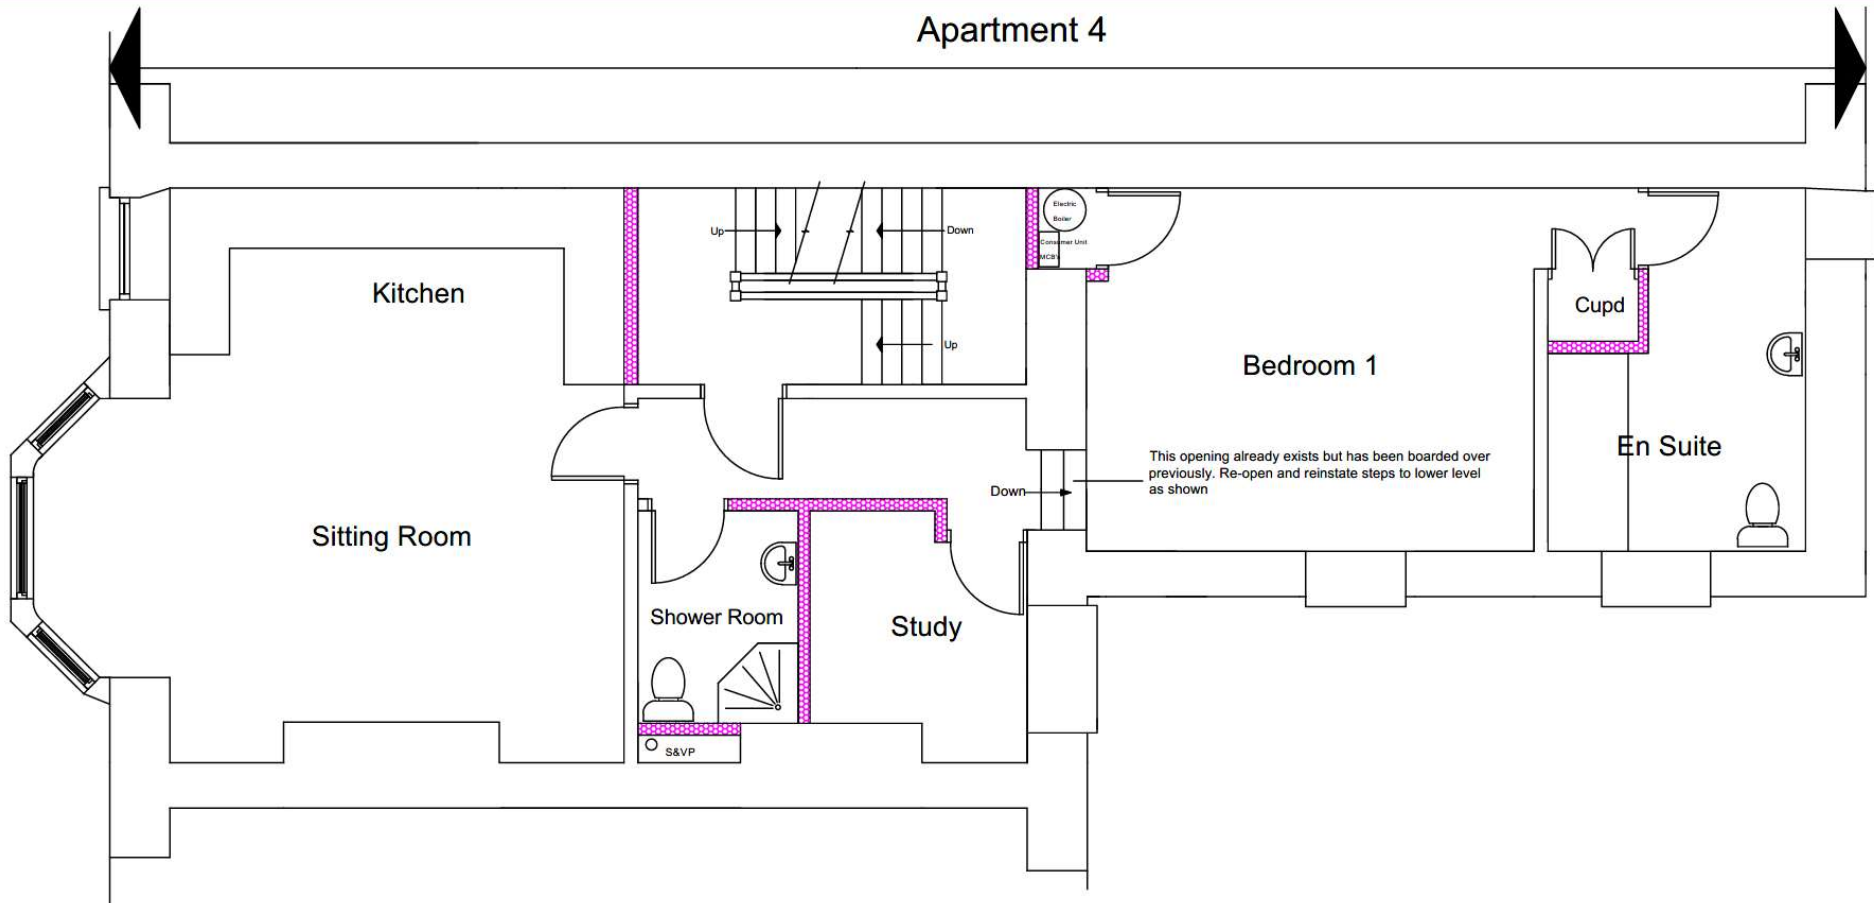 Apartment 4
Electric
Boiler
Up
Down
Consumer Unit
MCB's
Kitchen
Cupd
Up
Bedroom 1
En Suite
This opening already exists but has been boarded over
previously. Re-open and reinstate steps to lower level
as shown
Down
Sitting Room
Shower Room
Study
S&VP